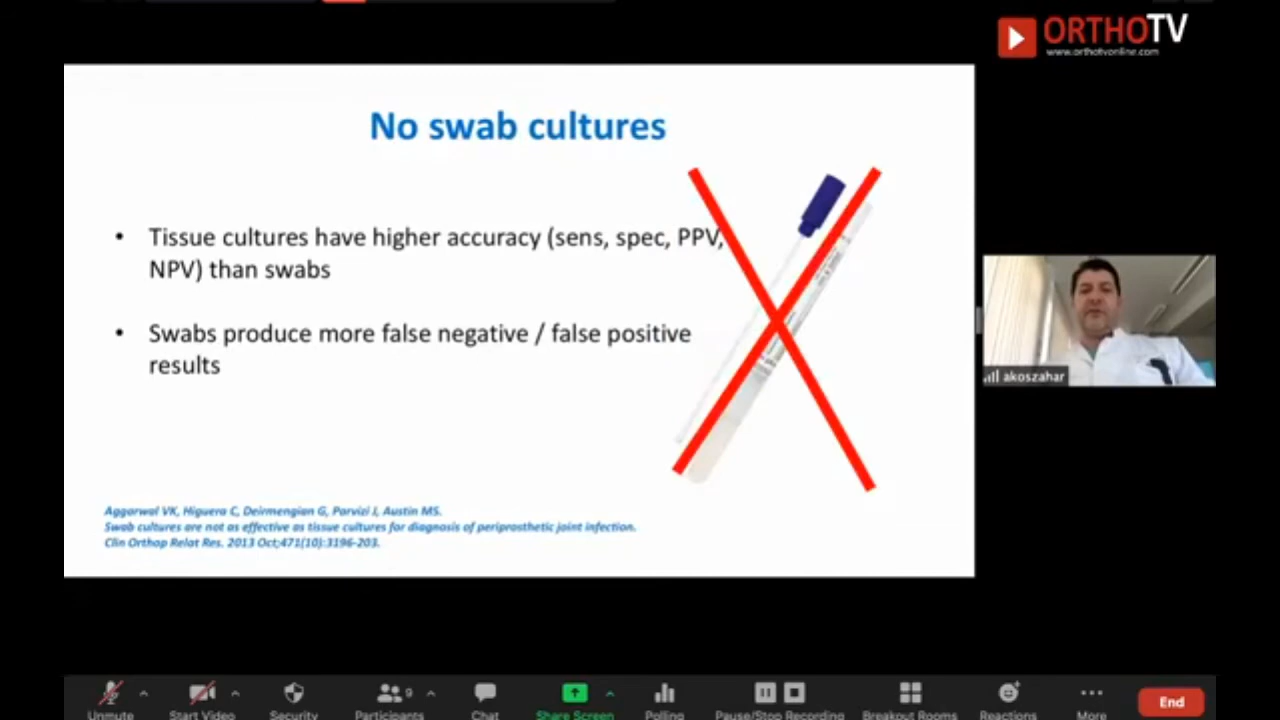 ORTHOTV
www.orthotvonline.com
No swab cultures
• Tissue cultures have higher accuracy (sens, spec, PPV,
NPV) than swabs
• Swabs produce more false negative / false positive
results
akoszahar
Aggarwal VK, Higuera C, Deirmengian G, Parvizi J, Austin MS.
Swab cultures are not as effective as tissue cultures for diagnosis of periprosthetic joint infection.
Clin Orthop Relat Res. 2013 Oct;471(10):3196-203.
9
Unmute Start Video Security Participants Chat Share Screen Polling Pause/Stop Recording Breakout Rooms Reactions More End